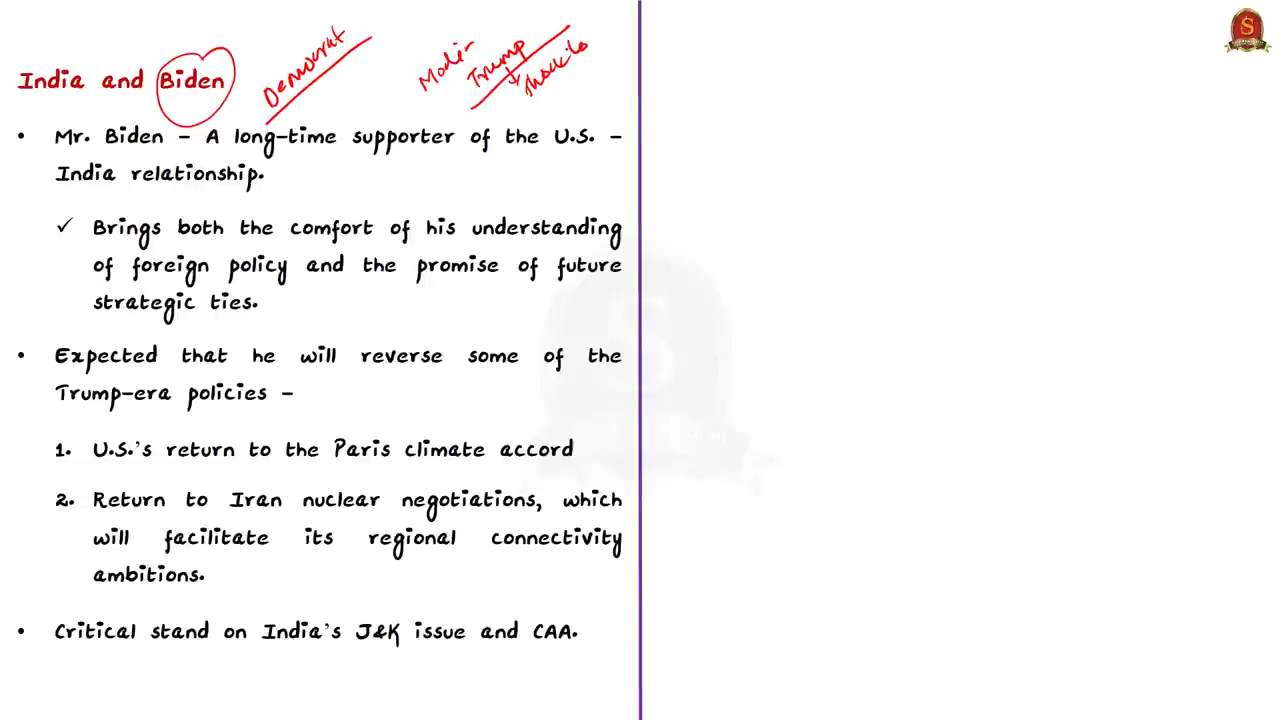 India and Biden
Democrat
Modi-
Trump
• Mr. Biden – A long-time supporter of the U.S. –
India relationship.
✓ Brings both the comfort of his understanding
of foreign policy and the promise of future
strategic ties.
• Expected that he will reverse some of the
Trump-era policies –
1. U.S.'s return to the Paris climate accord
2. Return to Iran nuclear negotiations, which
will facilitate its regional connectivity
ambitions.
• Critical stand on India's J&K issue and CAA.
S